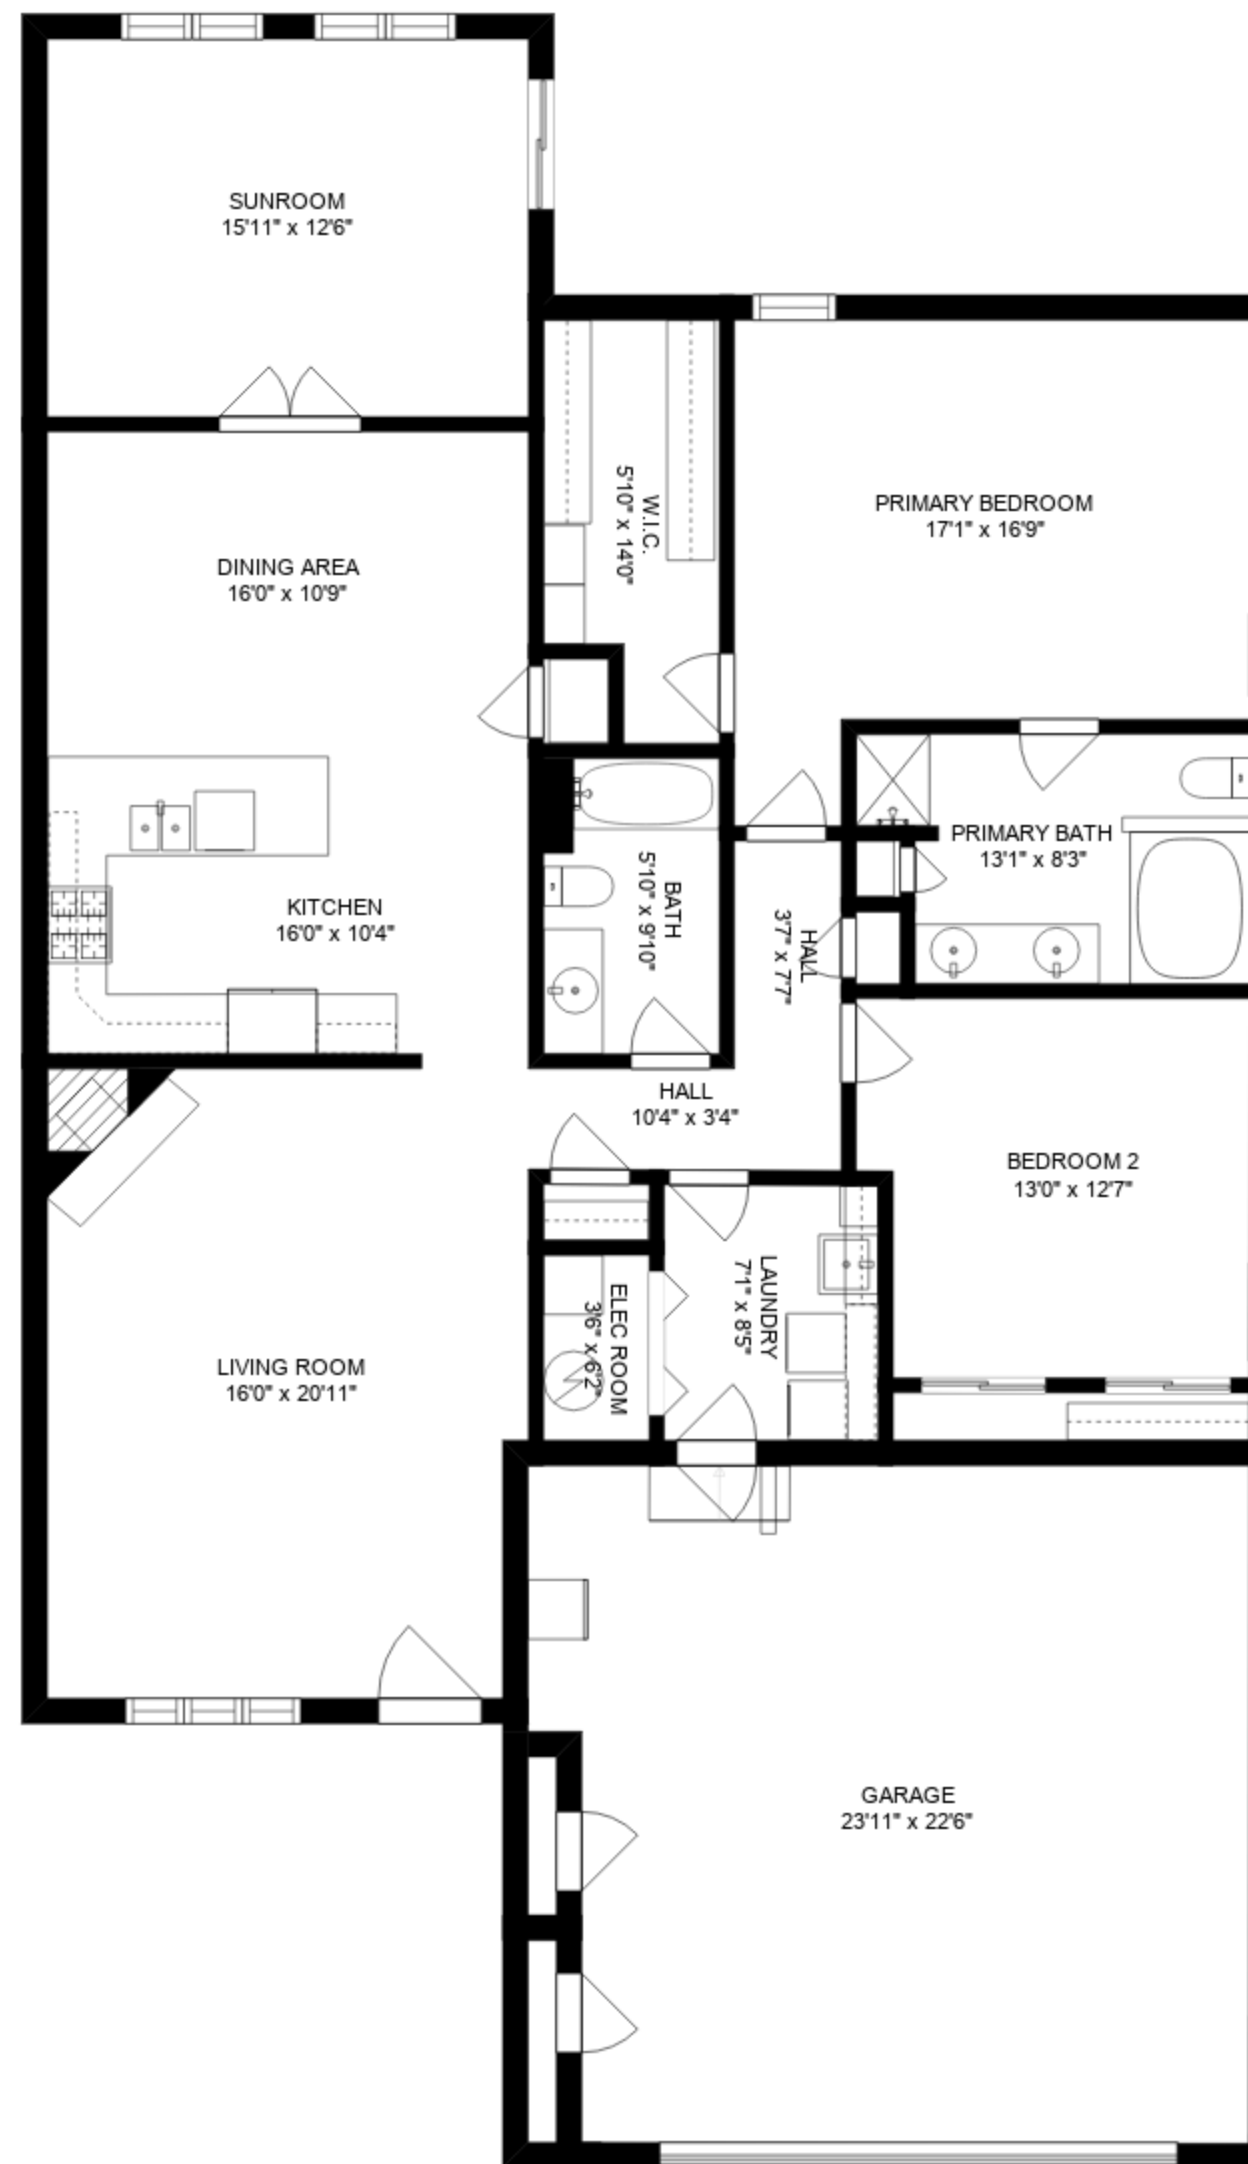 SUNROOM
15'11" x 12'6"
W.I.C.
5'10" x 14'0"
PRIMARY BEDROOM
17'1" x 16'9"
DINING AREA
16'0" x 10'9"
PRIMARY BATH
13'1" x 8'3"
BATH
5'10" x 9'10"
KITCHEN
16'0" x 10'4"
HALL
3'7" x 7'7"
HALL
10'4" x 3'4"
BEDROOM 2
13'0" x 12'7"
LAUNDRY
7'1" x 8'5"
ELEC ROOM
3'6" x 6'2"
LIVING ROOM
16'0" x 20'11"
GARAGE
23'11" x 22'6"